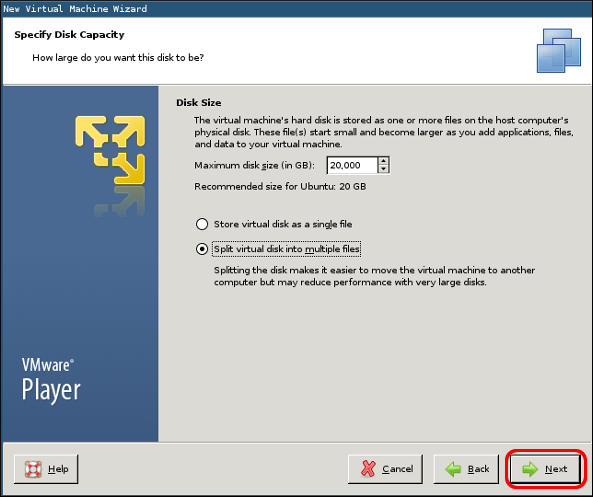 New Virtual Machine Wizard
Specify Disk Capacity
How large do you want this disk to be?
Disk Size
The virtual machine's hard disk is stored as one or more files on the host computer's
physical disk. These file(s) start small and become larger as you add applications, files,
and data to your virtual machine.
Maximum disk size (in GB): 20,000
Recommended size for Ubuntu: 20 GB
Store virtual disk as a single file
Split virtual disk into multiple files
Splitting the disk makes it easier to move the virtual machine to another
computer but may reduce performance with very large disks.
VMware®
Player
Help Cancel Back Next